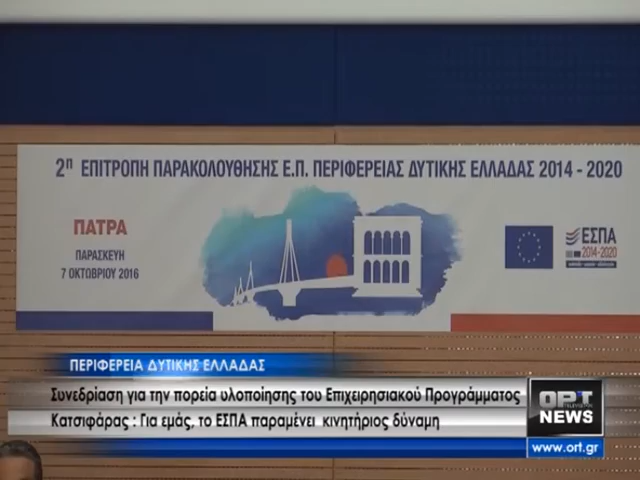 2η ΕΠΙΤΡΟΠΗ ΠΑΡΑΚΟΛΟΥΘΗΣΗΣ Ε.Π. ΠΕΡΙΦΕΡΕΙΑΣ ΔΥΤΙΚΗΣ ΕΛΛΑΔΑΣ 2014 - 2020
ΠΑΤΡΑ
ΠΑΡΑΣΚΕΥΗ
7 ΟΚΤΩΒΡΙΟΥ 2016
ΕΣΠΑ
2014-2020
ΠΕΡΙΦΕΡΕΙΑ ΔΥΤΙΚΗΣ ΕΛΛΑΔΑΣ
Συνεδρίαση για την πορεία υλοποίησης του Επιχειρησιακού Προγράμματος
Κατσιφάρας : Για εμάς, το ΕΣΠΑ παραμένει κινητήριος δύναμη
ΟΡΤ
NEWS
www.ort.gr